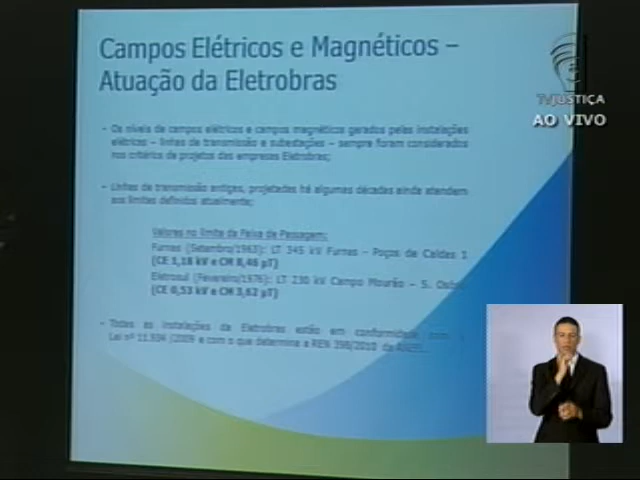 Campos Elétricos e Magnéticos –
Atuação da Eletrobras
TV JUSTIÇA
AO VIVO
- Os níveis de campos elétricos e campos magnéticos gerados pelas instalações
elétricas – linhas de transmissão e subestações – sempre foram considerados
nos critérios de projetos das empresas Eletrobras;
- Linhas de transmissão antigas, projetadas há algumas décadas ainda atendem
aos limites definidos atualmente;
Valores no limite da Faixa de Passagem:
Furnas (Setembro/1963): LT 345 kV Furnas – Poços de Caldas 1
(CE 1,18 kV e CM 8,46 µT)
Eletrosul (Fevereiro/1976): LT 230 kV Campo Mourão – S.
(CE 0,53 kV e CM 3,62 µT)
- Todas as instalações da Eletrobras estão em conformidade com a
Lei nº 11.934 /2009 e com o que determina a REN 398/2010 da